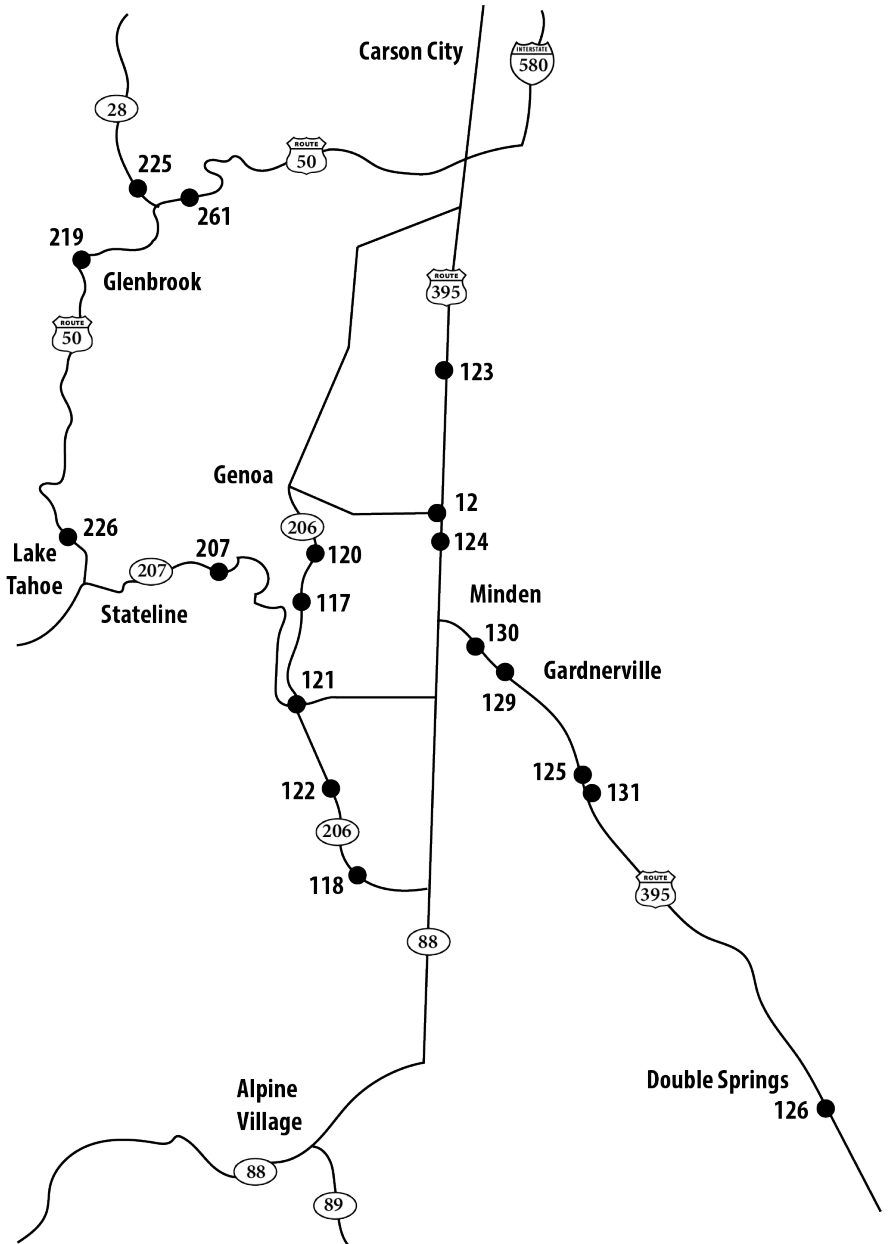 Carson City
INTERSTATE
580
28
ROUTE
50
225
261
219
Glenbrook
ROUTE
395
ROUTE
50
123
Genoa
12
206
226
207
120
124
Lake
Tahoe
207
Stateline
117
Minden
130
Gardnerville
121
129
125
131
122
206
118
ROUTE
395
88
Double Springs
126
Alpine
Village
88
89